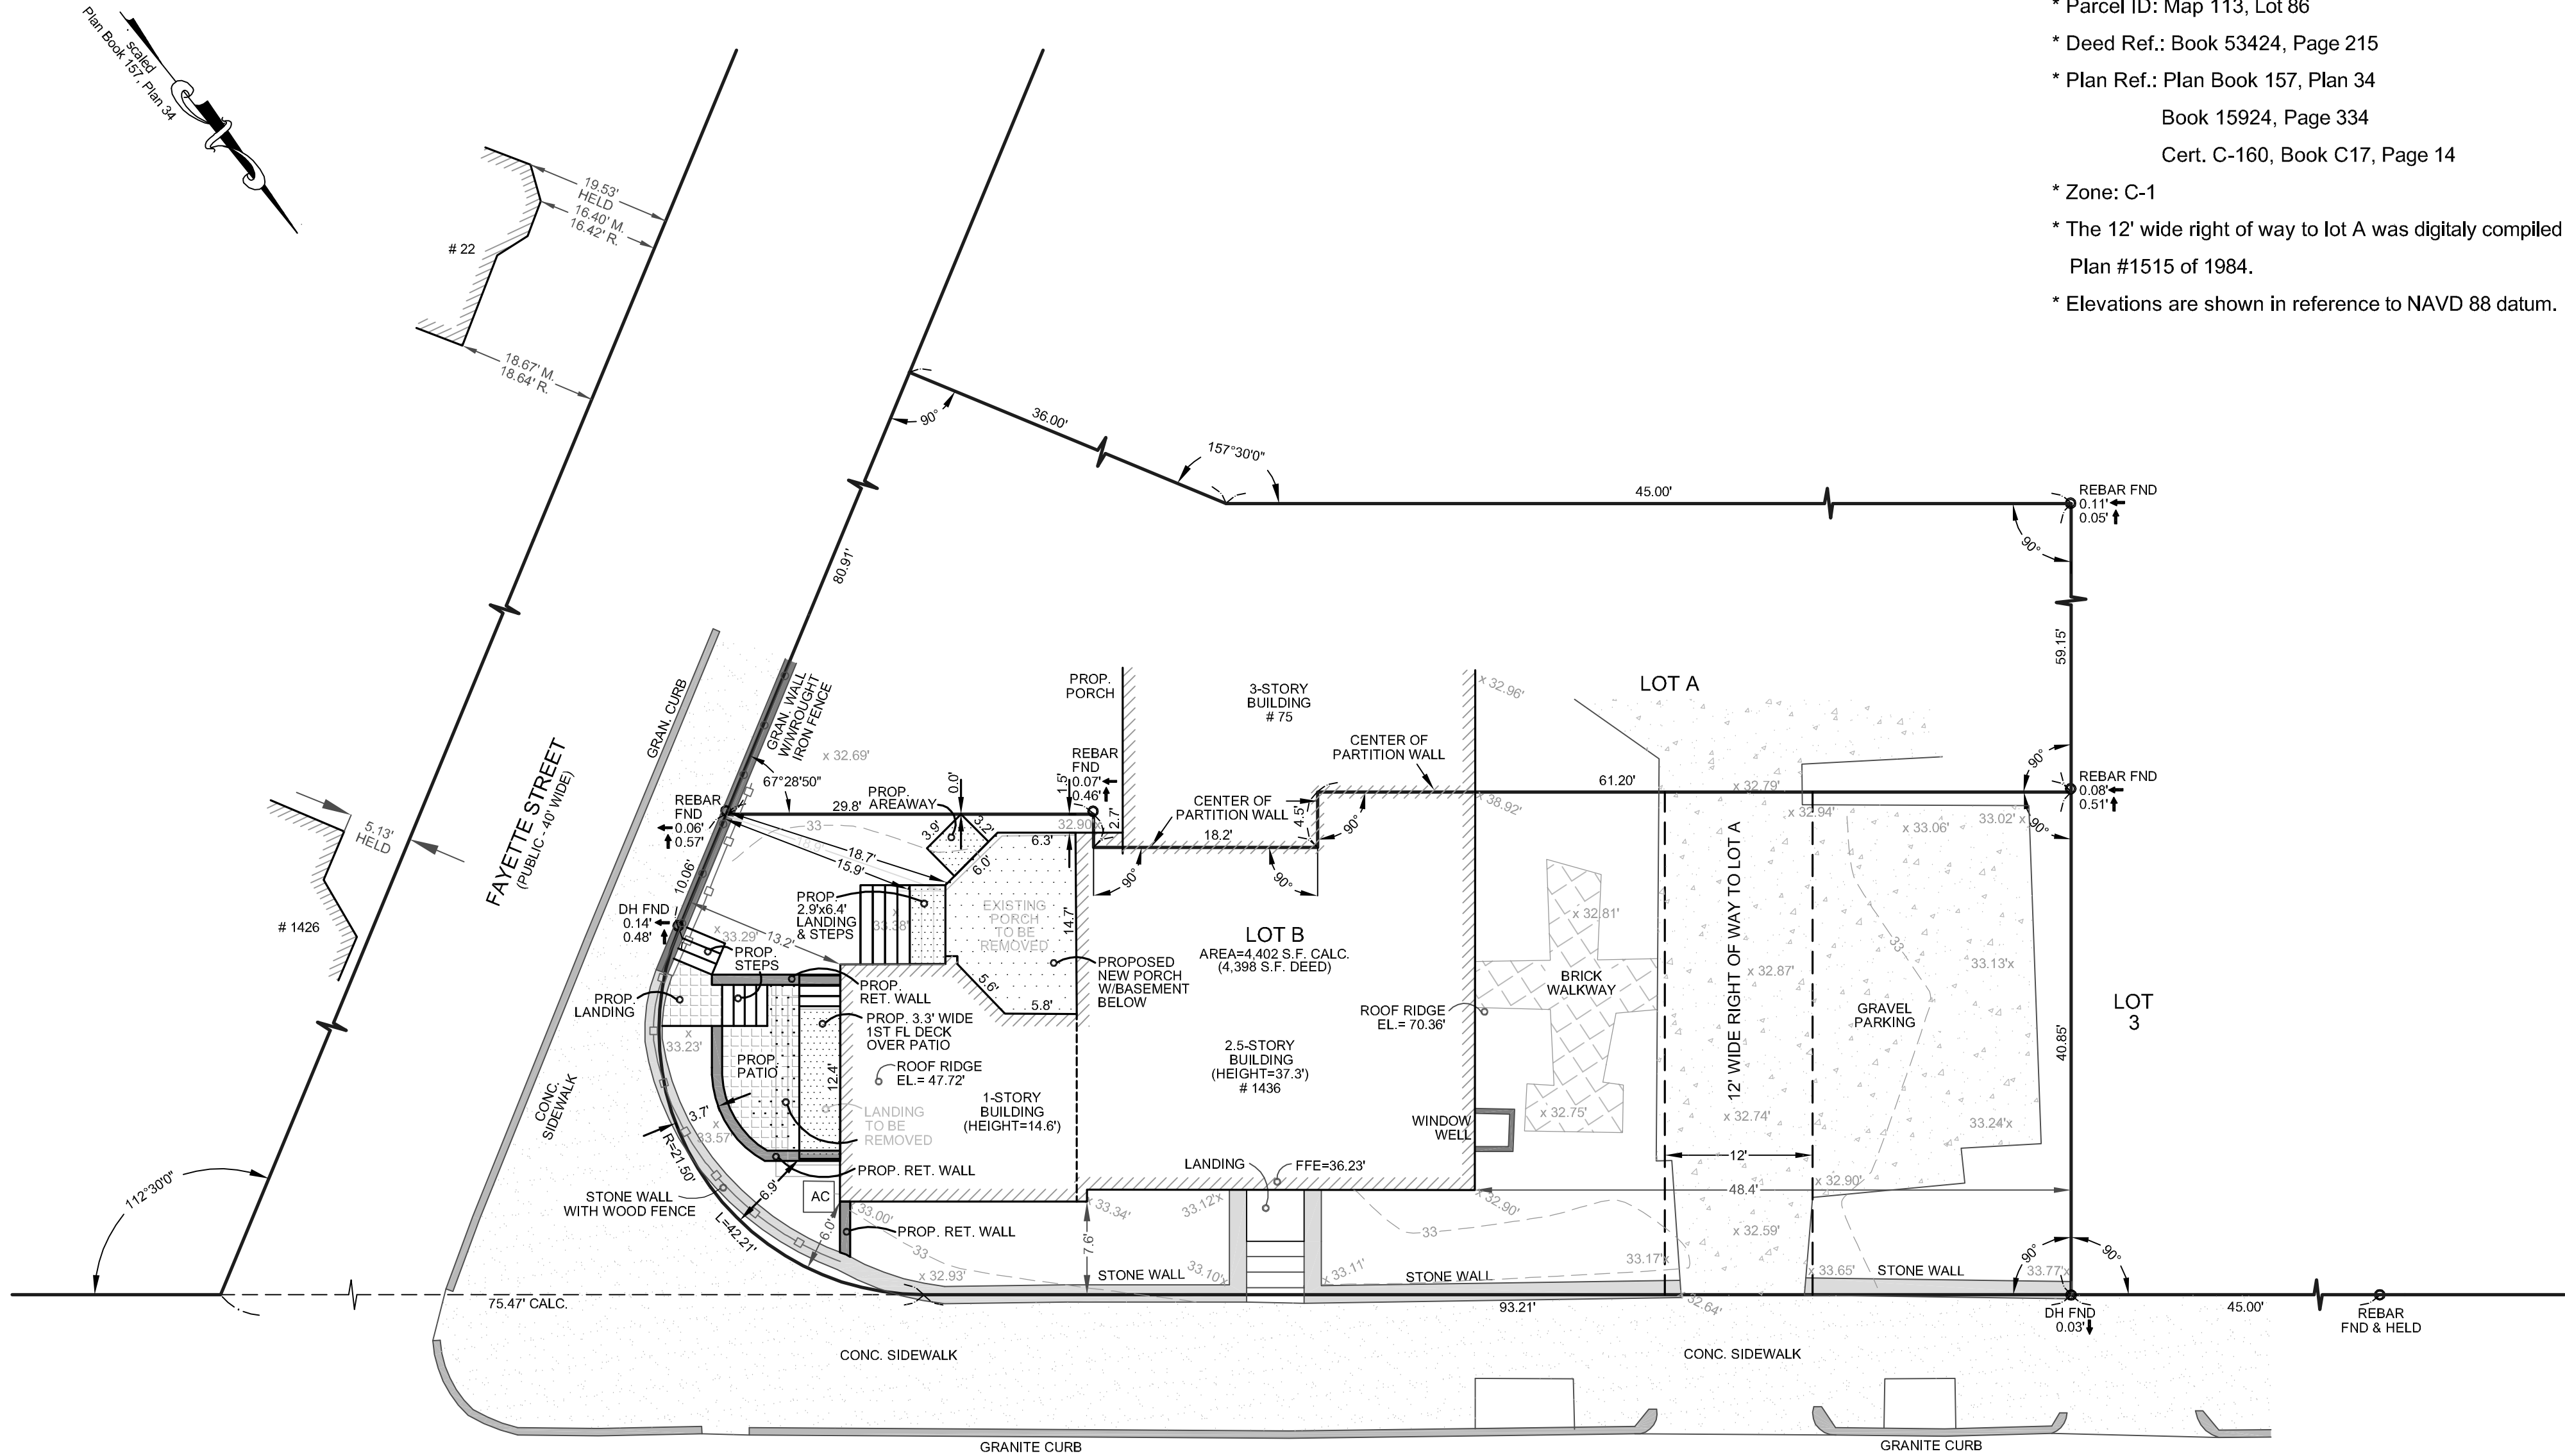 * Parcel ID: Map 113, Lot 86
* Deed Ref.: Book 53424, Page 215
* Plan Ref.: Plan Book 157, Plan 34
Book 15924, Page 334
Cert. C-160, Book C17, Page 14
* Zone: C-1
* The 12' wide right of way to lot A was digitaly compiled
Plan #1515 of 1984.
* Elevations are shown in reference to NAVD 88 datum.
scaled
Plan Book 157, Plan 34
19.53'
HELD
16.40' M.
16.42' R.
# 22
18.67' M.
18.64' R.
90°
36.00'
157°30'0"
45.00'
REBAR FND
0.11'
0.05'
90°
80.91'
59.15'
GRAN. CURB
GRAN. WALL
W/WROUGHT
IRON FENCE
x 32.69'
67°28'50"
PROP.
PORCH
3-STORY
BUILDING
# 75
x 32.96'
LOT A
CENTER OF
PARTITION WALL
61.20'
x 32.79'
90°
REBAR FND
0.08'
0.51'
90°
REBAR
FND
0.07'
0.46'
1.5'
2.7'
0.0'
PROP.
AREAWAY
29.8'
REBAR
FND
0.06'
0.57'
CENTER OF
PARTITION WALL
18.2'
4.5'
90°
x 38.92'
x 32.94'
x 33.06'
33.02' x
5.13'
HELD
FAYETTE STREET
(PUBLIC - 40' WIDE)
33
18.9'
18.7'
15.9'
3.9'
3.2'
6.0'
6.3'
32.90'x
90°
90°
10.06'
DH FND
0.14'
0.48'
# 1426
x
33.29'
13.2'
PROP.
2.9'x6.4'
LANDING
& STEPS
x
33.38'
EXISTING
PORCH
TO BE
REMOVED
14.7'
LOT B
AREA=4,402 S.F. CALC.
(4,398 S.F. DEED)
x 32.81'
12' WIDE RIGHT OF WAY TO LOT A
33
x 32.87'
33.13'x
BRICK
WALKWAY
GRAVEL
PARKING
LOT
3
PROP.
STEPS
PROP.
LANDING
PROP.
RET. WALL
5.6'
5.8'
PROPOSED
NEW PORCH
W/BASEMENT
BELOW
ROOF RIDGE
EL.= 70.36'
PROP. 3.3' WIDE
1ST FL DECK
OVER PATIO
x
33.23'
PROP.
PATIO
12.4'
ROOF RIDGE
EL.= 47.72'
2.5-STORY
BUILDING
(HEIGHT=37.3')
# 1436
40.85'
CONC.
SIDEWALK
3.7'
x
33.57'
LANDING
TO BE
REMOVED
1-STORY
BUILDING
(HEIGHT=14.6')
x 32.75'
x 32.74'
33.24'x
WINDOW
WELL
R=21.50'
PROP. RET. WALL
LANDING
FFE=36.23'
12'
112°30'0"
STONE WALL
WITH WOOD FENCE
6.9'
AC
48.4'
x 32.90'
L=42.21'
6.0'
x 33.00'
PROP. RET. WALL
x 33.34'
33.12'x
x 32.90'
33
33
7.6'
x 32.59'
90°
90°
x 32.93'
STONE WALL
33.10'x
x 33.11'
STONE WALL
33.17'x
x 33.65'
STONE WALL
33.77'x
75.47' CALC.
93.21'
x 32.64'
DH FND
0.03'
45.00'
REBAR
FND & HELD
CONC. SIDEWALK
CONC. SIDEWALK
GRANITE CURB
GRANITE CURB